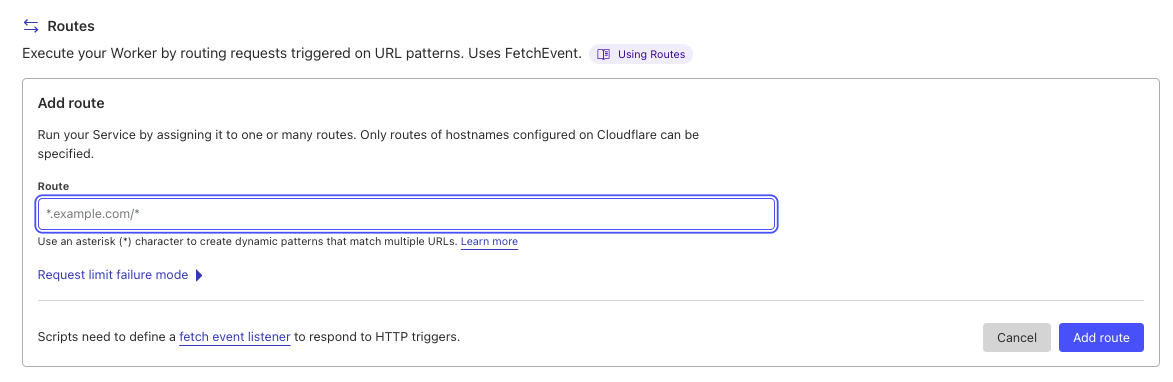 Routes
Execute your Worker by routing requests triggered on URL patterns. Uses FetchEvent. Using Routes
Add route
Run your Service by assigning it to one or many routes. Only routes of hostnames configured on Cloudflare can be
specified.
Route
*.example.com/*
Use an asterisk (*) character to create dynamic patterns that match multiple URLs. Learn more
Request limit failure mode
Scripts need to define a fetch event listener to respond to HTTP triggers.
Cancel Add route